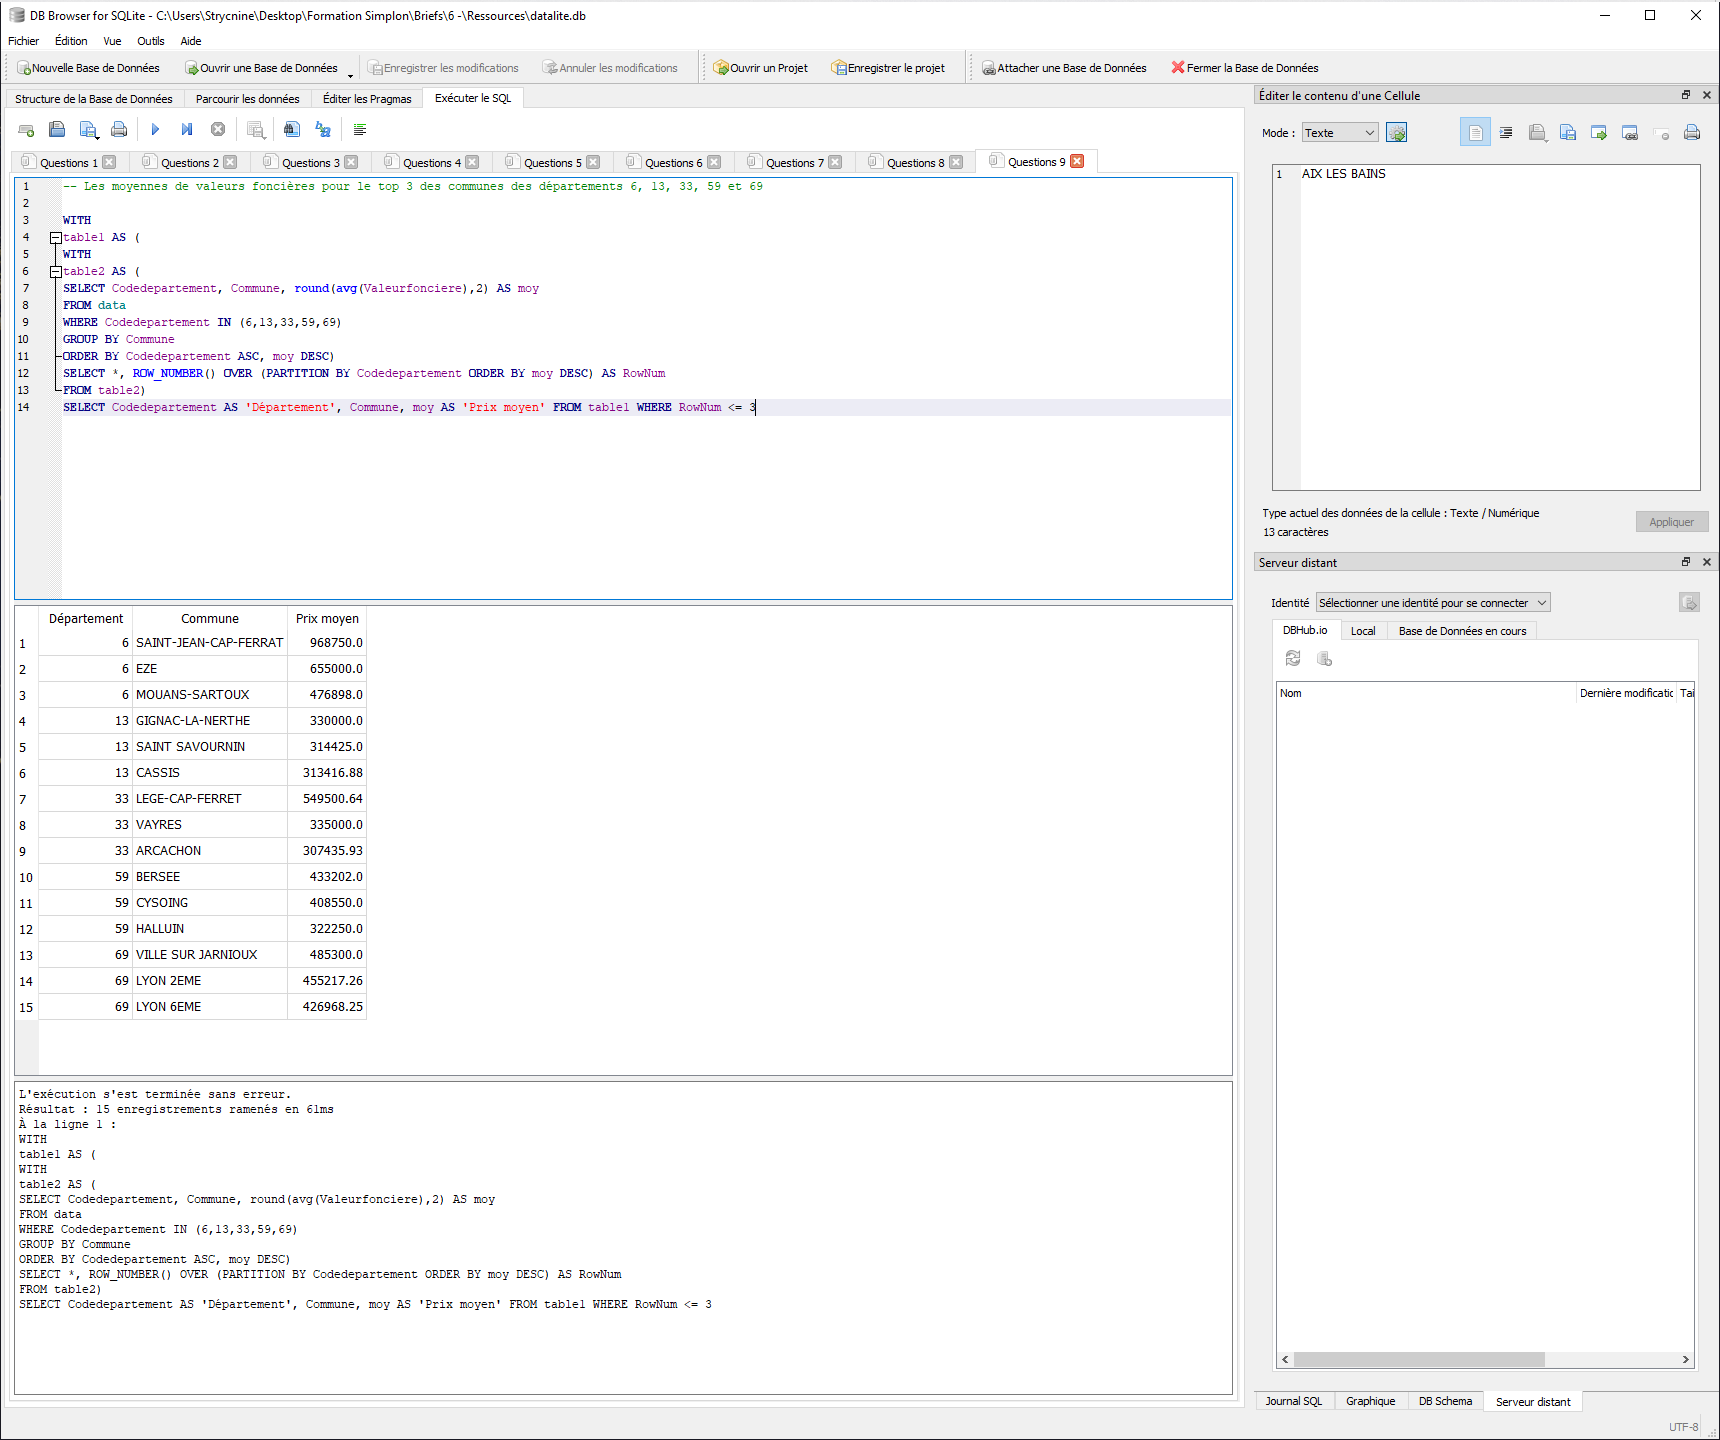 DB Browser for SQLite - C:\Users\Strycnine\Desktop\Formation Simplon\Briefs\6 -\Ressources\datalite.db
Fichier Édition Vue Outils Aide
Nouvelle Base de Données Ouvrir une Base de Données Enregistrer les modifications Annuler les modifications Ouvrir un Projet Enregistrer le projet Attacher une Base de Données Fermer la Base de Données
Structure de la Base de Données Parcourir les données Éditer les Pragmas Exécuter le SQL
Questions 1 Questions 2 Questions 3 Questions 4 Questions 5 Questions 6 Questions 7 Questions 8 Questions 9
1 -- Les moyennes de valeurs foncières pour le top 3 des communes des départements 6, 13, 33, 59 et 69
2
3 WITH
4 table1 AS (
5 WITH
6 table2 AS (
7 SELECT Codedepartement, Commune, round(avg(Valeurfonciere),2) AS moy
8 FROM data
9 WHERE Codedepartement IN (6,13,33,59,69)
10 GROUP BY Commune
11 ORDER BY Codedepartement ASC, moy DESC)
12 SELECT *, ROW_NUMBER() OVER (PARTITION BY Codedepartement ORDER BY moy DESC) AS RowNum
13 FROM table2)
14 SELECT Codedepartement AS 'Département', Commune, moy AS 'Prix moyen' FROM table1 WHERE RowNum <= 3
Département Commune Prix moyen
1 6 SAINT-JEAN-CAP-FERRAT 968750.0
2 6 EZE 655000.0
3 6 MOUANS-SARTOUX 476898.0
4 13 GIGNAC-LA-NERTHE 330000.0
5 13 SAINT SAVOURNIN 314425.0
6 13 CASSIS 313416.88
7 33 LEGE-CAP-FERRET 549500.64
8 33 VAYRES 335000.0
9 33 ARCACHON 307435.93
10 59 BERSEE 433202.0
11 59 CYSOING 408550.0
12 59 HALLUIN 322250.0
13 69 VILLE SUR JARNIOUX 485300.0
14 69 LYON 2EME 455217.26
15 69 LYON 6EME 426968.25
L'exécution s'est terminée sans erreur.
Résultat : 15 enregistrements ramenés en 61ms
À la ligne 1 :
WITH
table1 AS (
WITH
table2 AS (
SELECT Codedepartement, Commune, round(avg(Valeurfonciere),2) AS moy
FROM data
WHERE Codedepartement IN (6,13,33,59,69)
GROUP BY Commune
ORDER BY Codedepartement ASC, moy DESC)
SELECT *, ROW_NUMBER() OVER (PARTITION BY Codedepartement ORDER BY moy DESC) AS RowNum
FROM table2)
SELECT Codedepartement AS 'Département', Commune, moy AS 'Prix moyen' FROM table1 WHERE RowNum <= 3
Éditer le contenu d'une Cellule
Mode : Texte
1 AIX LES BAINS
Type actuel des données de la cellule : Texte / Numérique
13 caractères
Appliquer
Serveur distant
Identité Sélectionner une identité pour se connecter
DBHub.io Local Base de Données en cours
Nom Dernière modificatic Tai
Journal SQL Graphique DB Schema Serveur distant
UTF-8